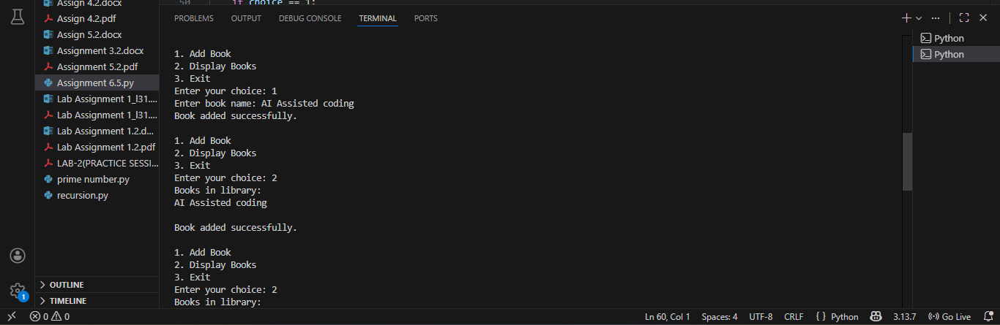 Assign 4.2.docx
Assign 4.2.pdf
Assign 5.2.docx
Assignment 3.2.docx
Assignment 5.2.pdf
Assignment 6.5.py
Lab Assignment 1_l31....
Lab Assignment 1_l31....
Lab Assignment 1.2.d...
Lab Assignment 1.2.pdf
LAB-2(PRACTICE SESSI...
prime number.py
recursion.py
OUTLINE
TIMELINE
1
50 if choice == 1:
PROBLEMS OUTPUT DEBUG CONSOLE TERMINAL PORTS
1. Add Book
2. Display Books
3. Exit
Enter your choice: 1
Enter book name: AI Assisted coding
Book added successfully.
1. Add Book
2. Display Books
3. Exit
Enter your choice: 2
Books in library:
AI Assisted coding
Book added successfully.
1. Add Book
2. Display Books
3. Exit
Enter your choice: 2
Books in library:
Python
Python
0 0 Ln 60, Col 1 Spaces: 4 UTF-8 CRLF { } Python 3.13.7 Go Live